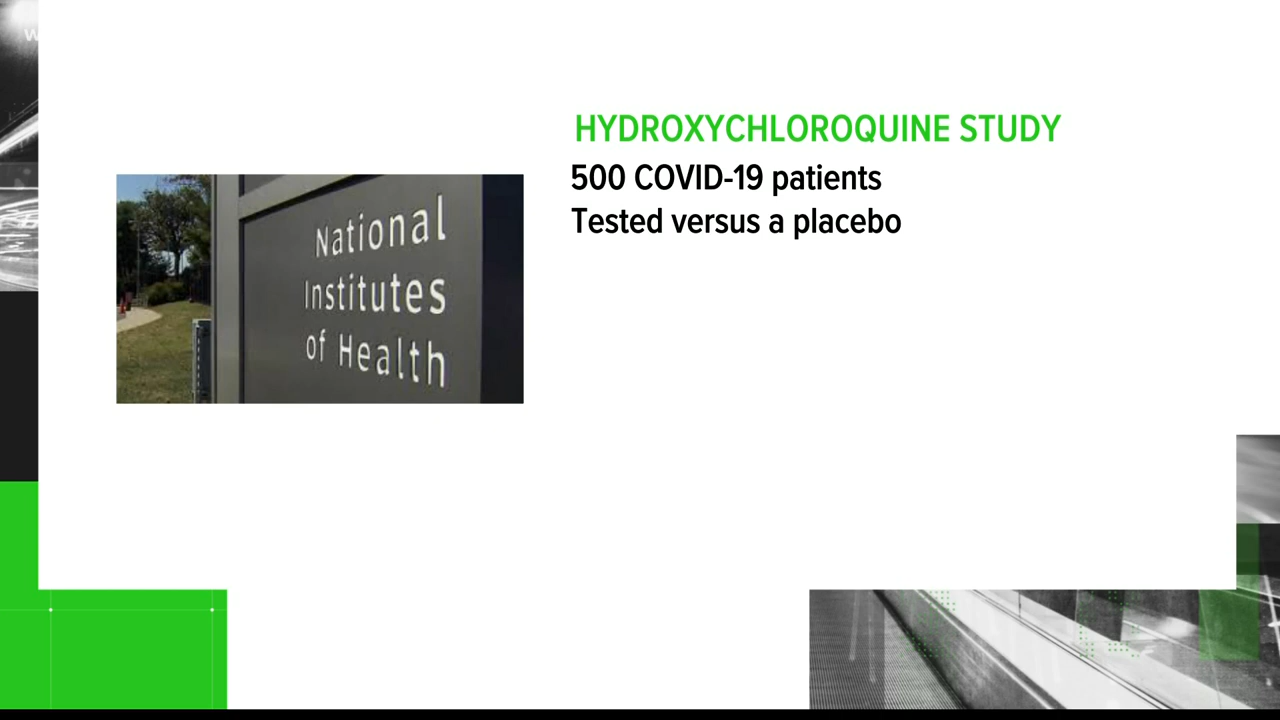 HYDROXYCHLOROQUINE STUDY
500 COVID-19 patients
Tested versus a placebo
National
Institutes
of Health